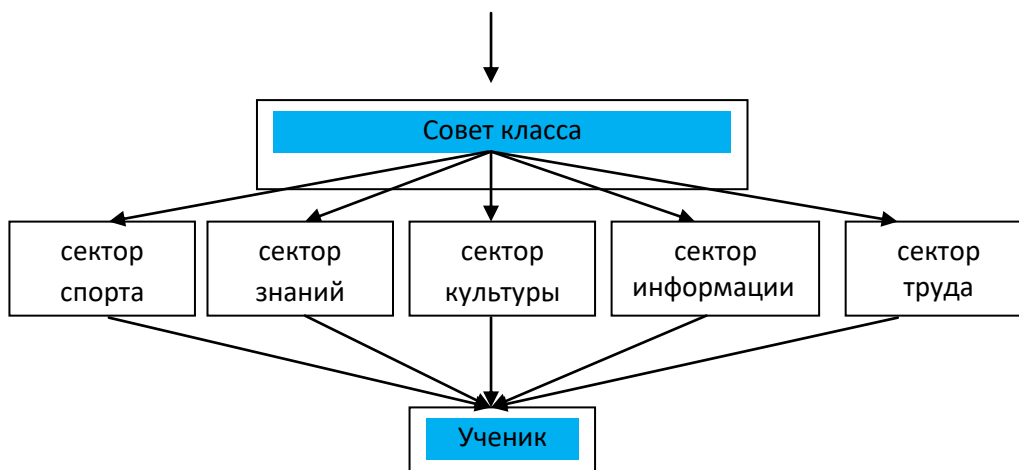 Совет класса
сектор
спорта
сектор
знаний
сектор
культуры
сектор
информации
сектор
труда
Ученик